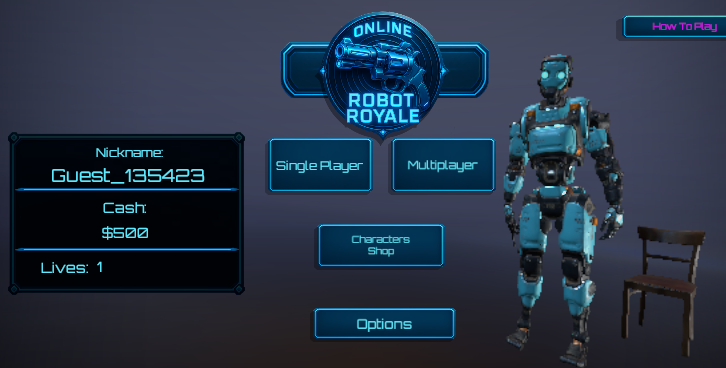 ONLINE
ROBOT
ROYALE
How To Play
Nickname:
Guest_135423
Cash:
$500
Lives: 1
Single Player
Multiplayer
Characters
Shop
Options